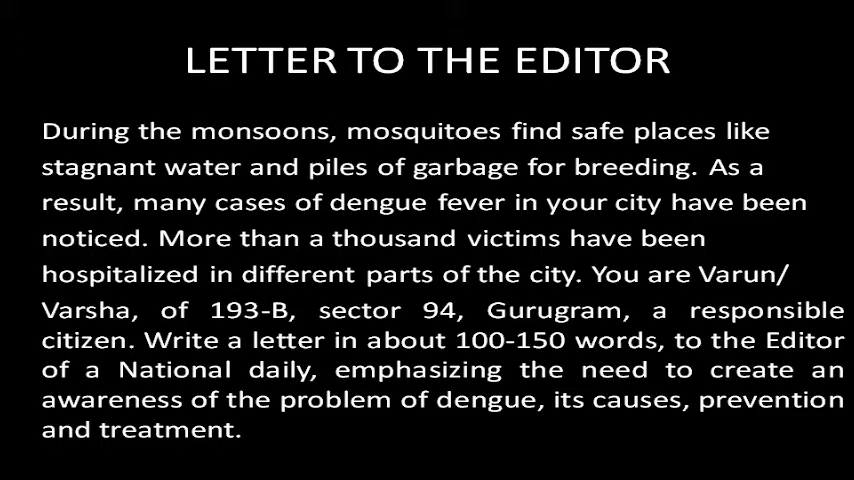 LETTER TO THE EDITOR
During the monsoons, mosquitoes find safe places like
stagnant water and piles of garbage for breeding. As a
result, many cases of dengue fever in your city have been
noticed. More than a thousand victims have been
hospitalized in different parts of the city. You are Varun/
Varsha, of 193-B, sector 94, Gurugram, a responsible
citizen. Write a letter in about 100-150 words, to the Editor
of a National daily, emphasizing the need to create an
awareness of the problem of dengue, its causes, prevention
and treatment.